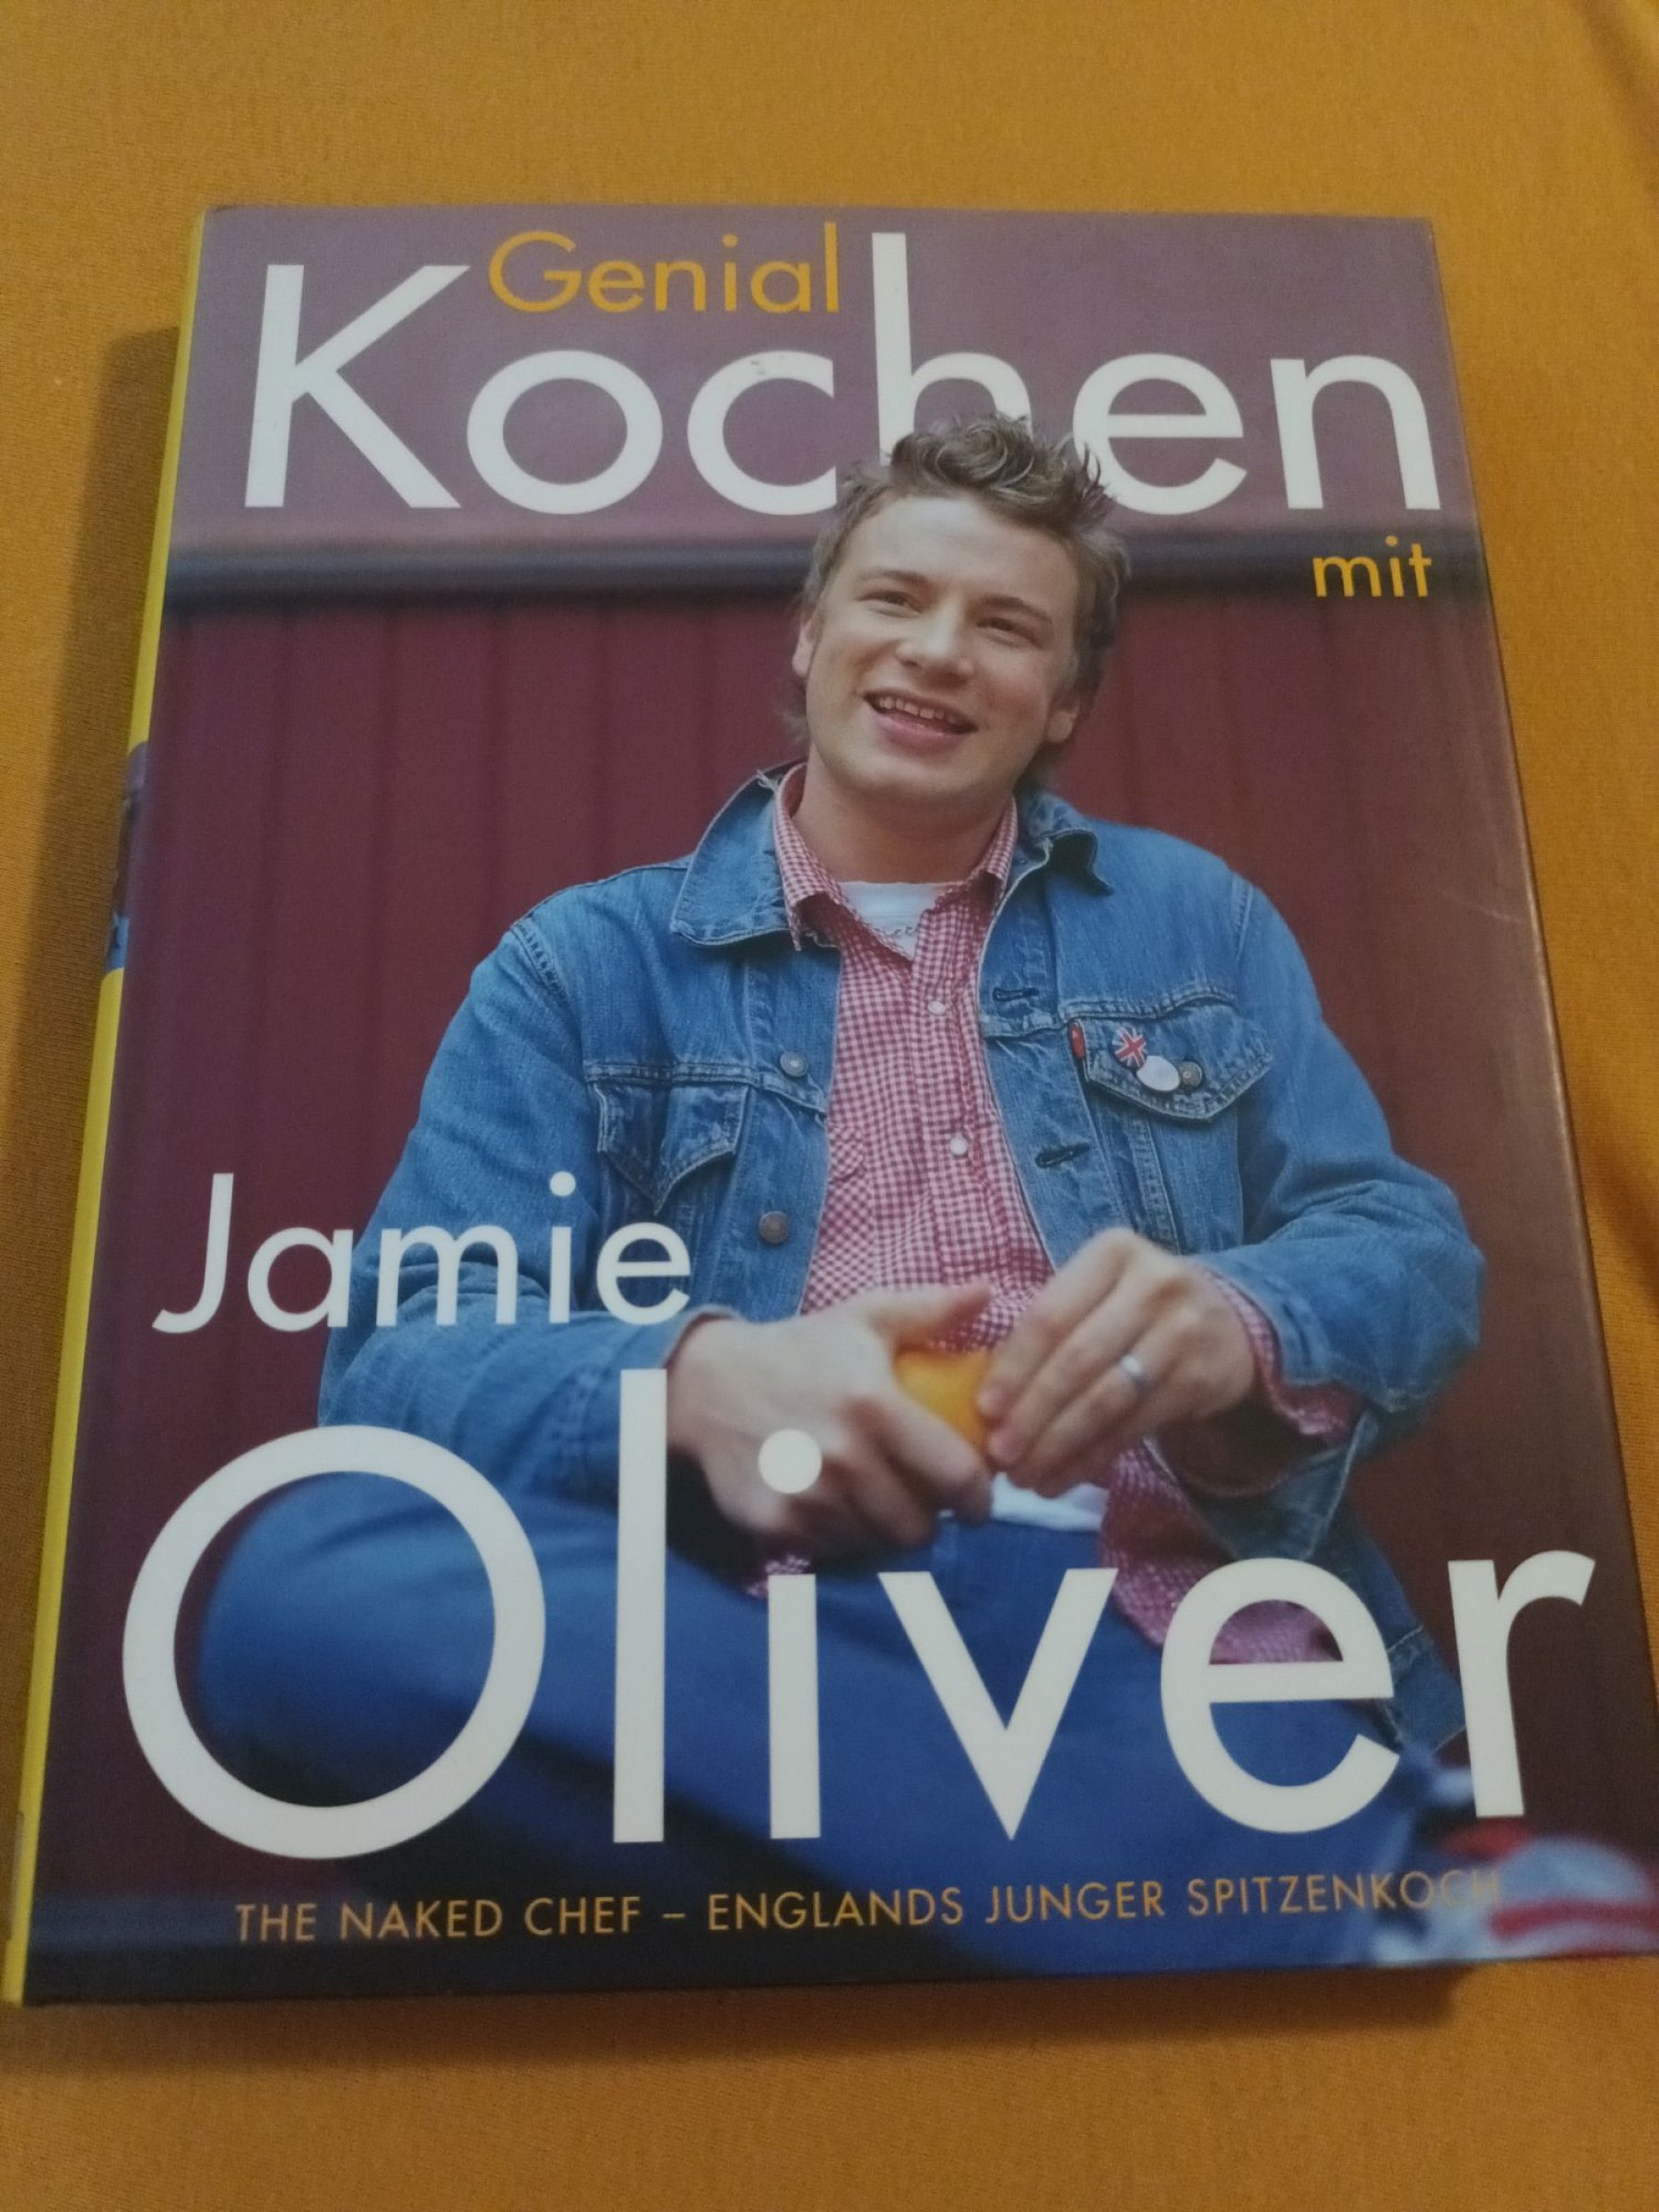 Genial
Kochen
mit
Jamie
Oliver
THE NAKED CHEF – ENGLANDS JUNGER SPITZENKOCH